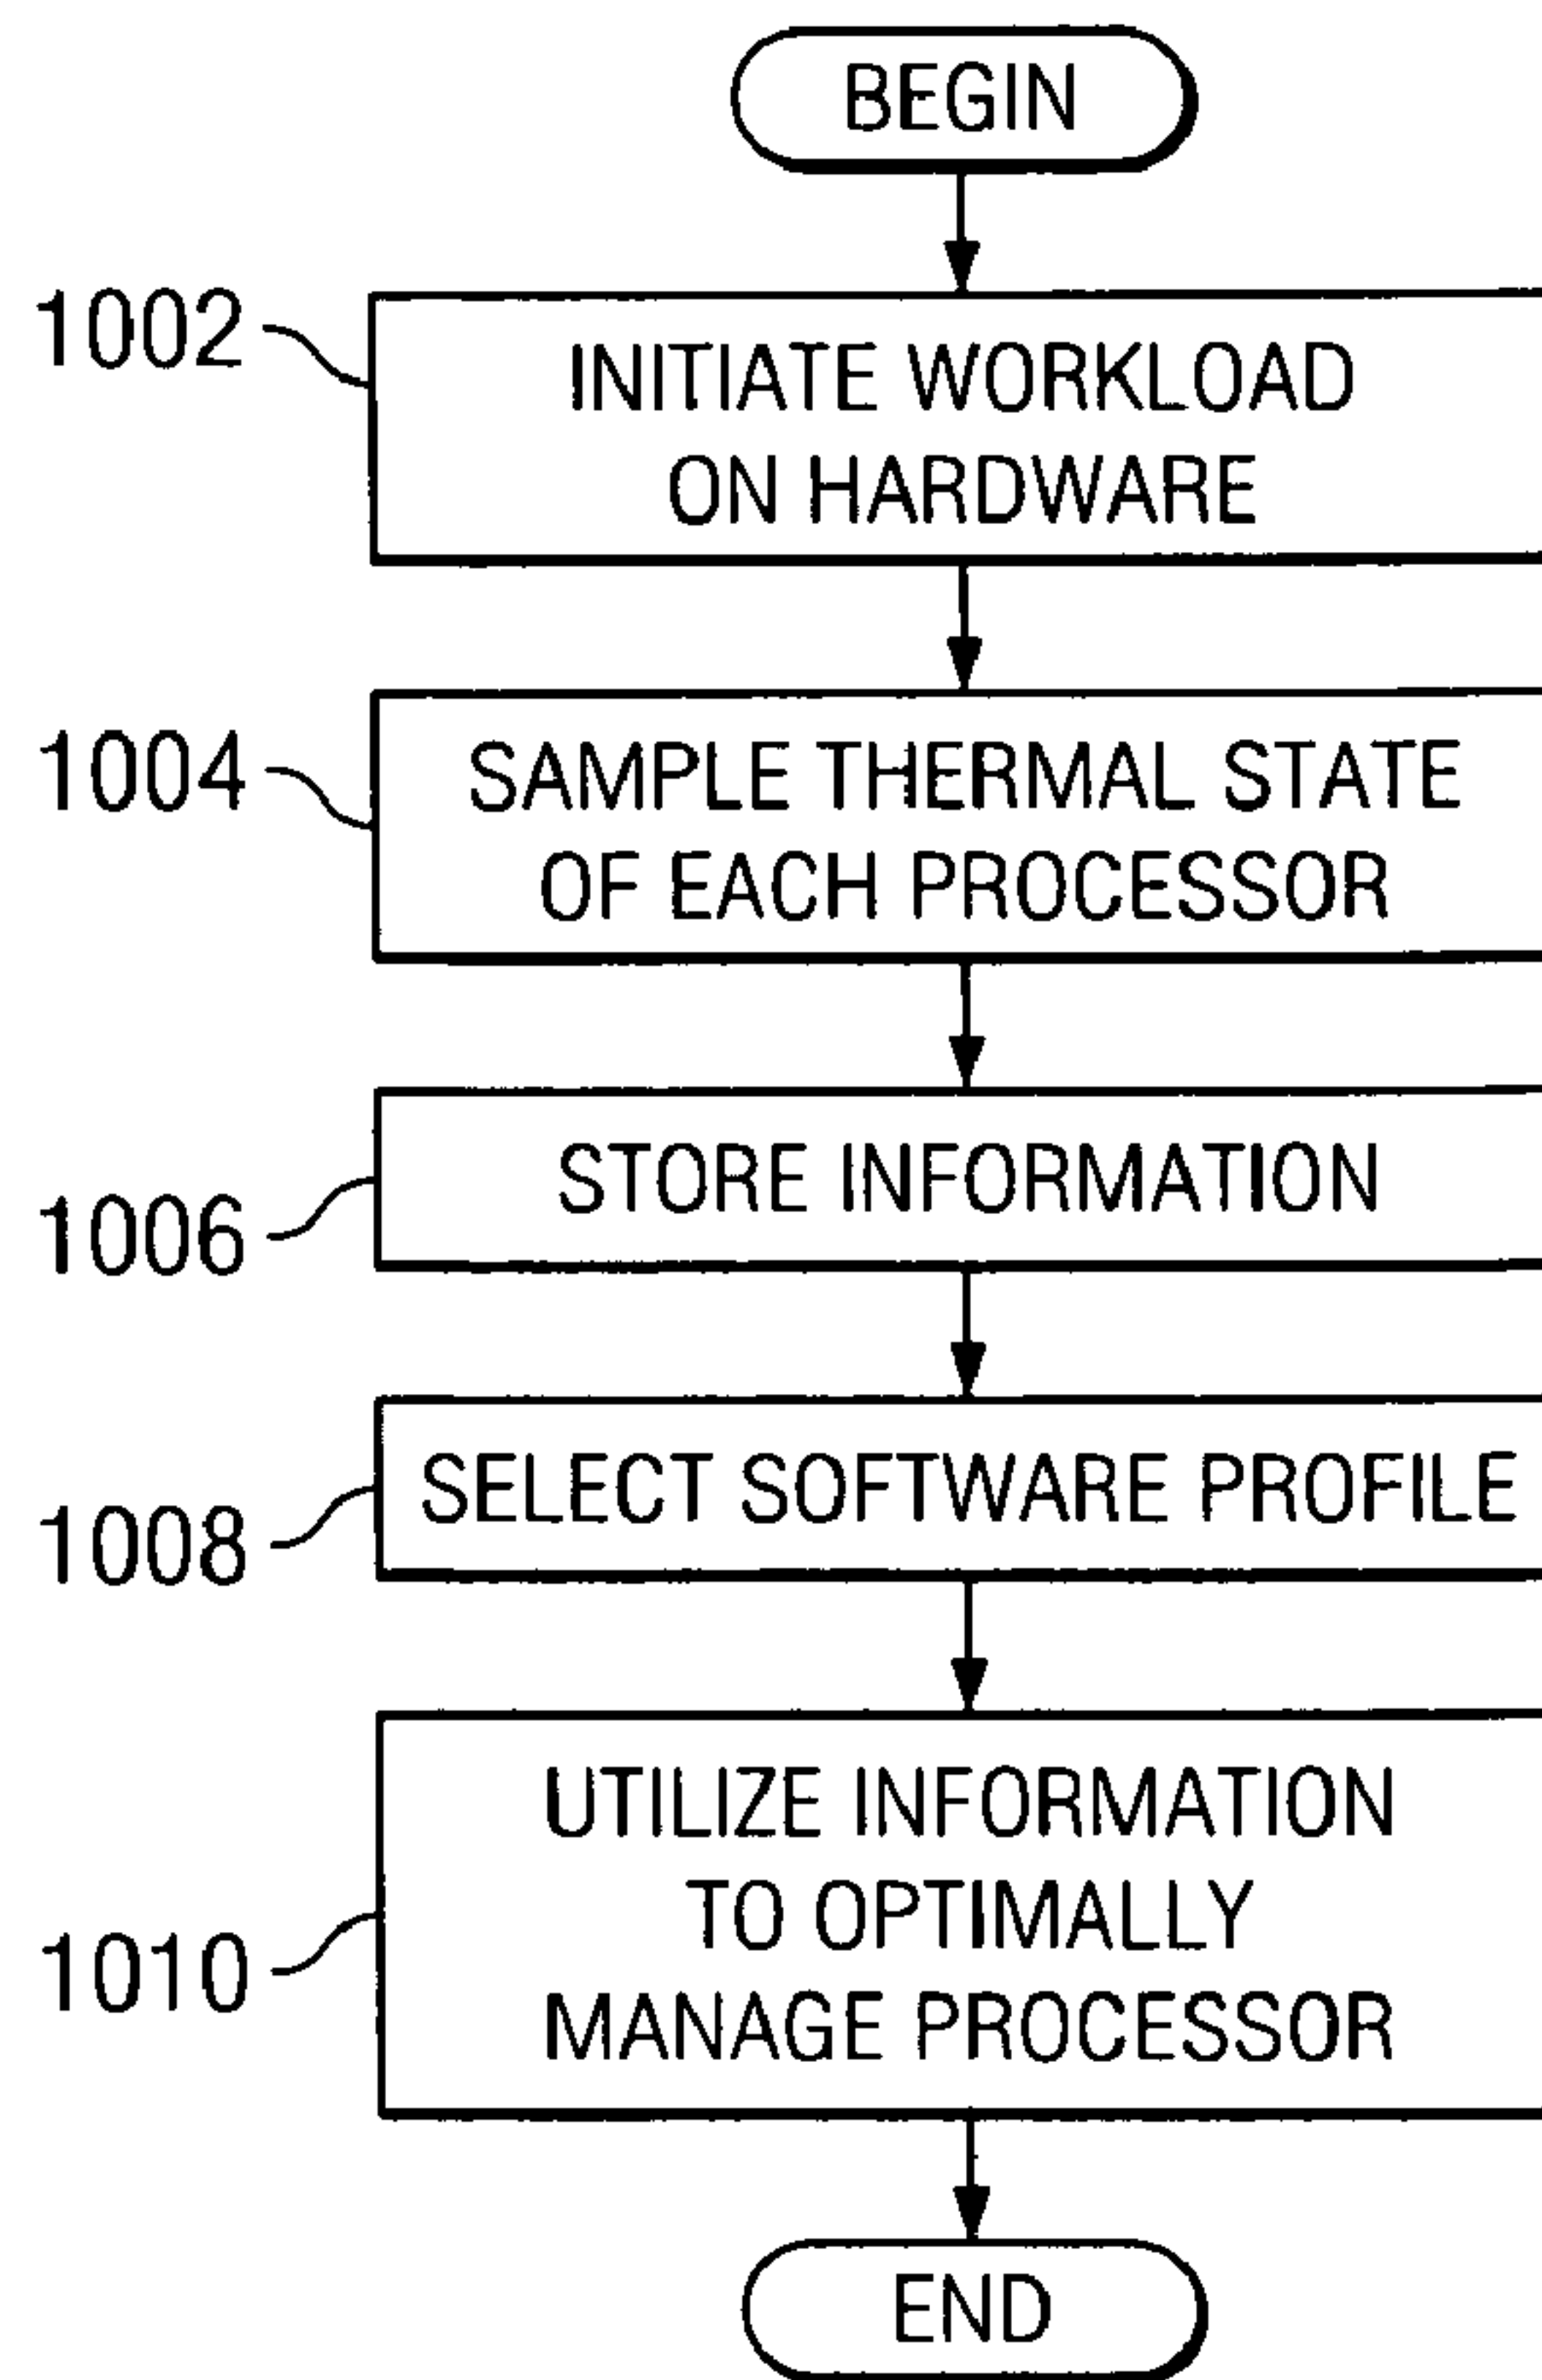 BEGIN
1002
INITIATE WORKLOAD
ON HARDWARE
1004
SAMPLE THERMAL STATE
OF EACH PROCESSOR
STORE INFORMATION
1006
SELECT SOFTWARE PROFILE
1008
UTILIZE INFORMATION
TO OPTIMALLY
1010
MANAGE PROCESSOR
END